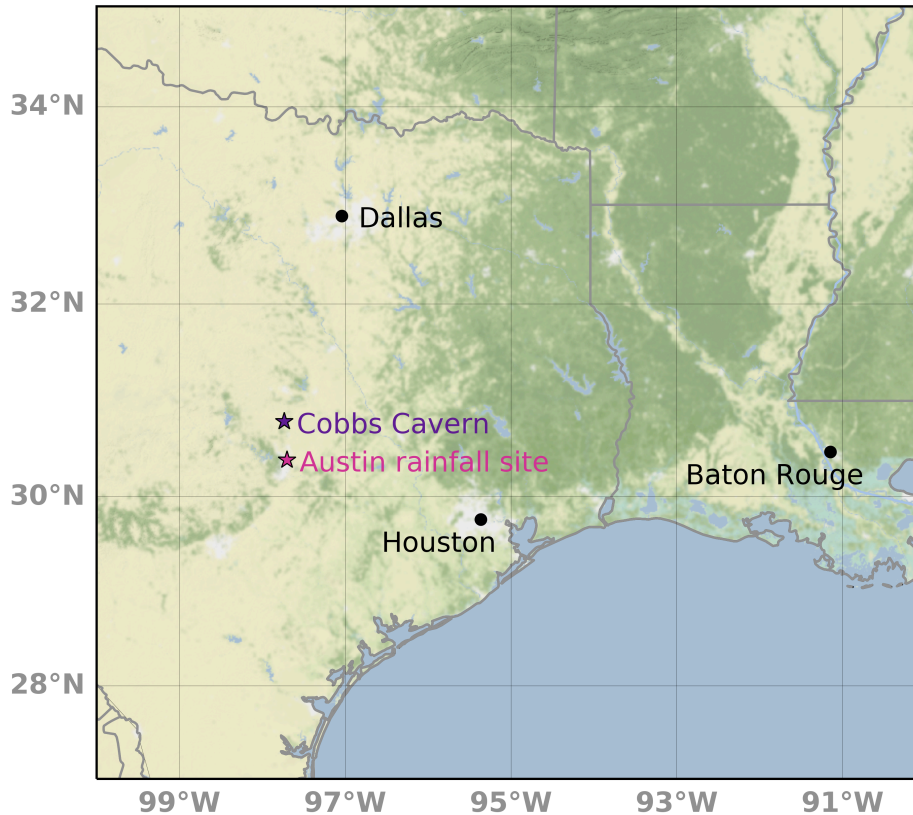 34°N
Dallas
32°N
Cobbs Cavern
Austin rainfall site
Baton Rouge
30°N
Houston
28°N
99°W 97°W 95°W 93°W 91°W